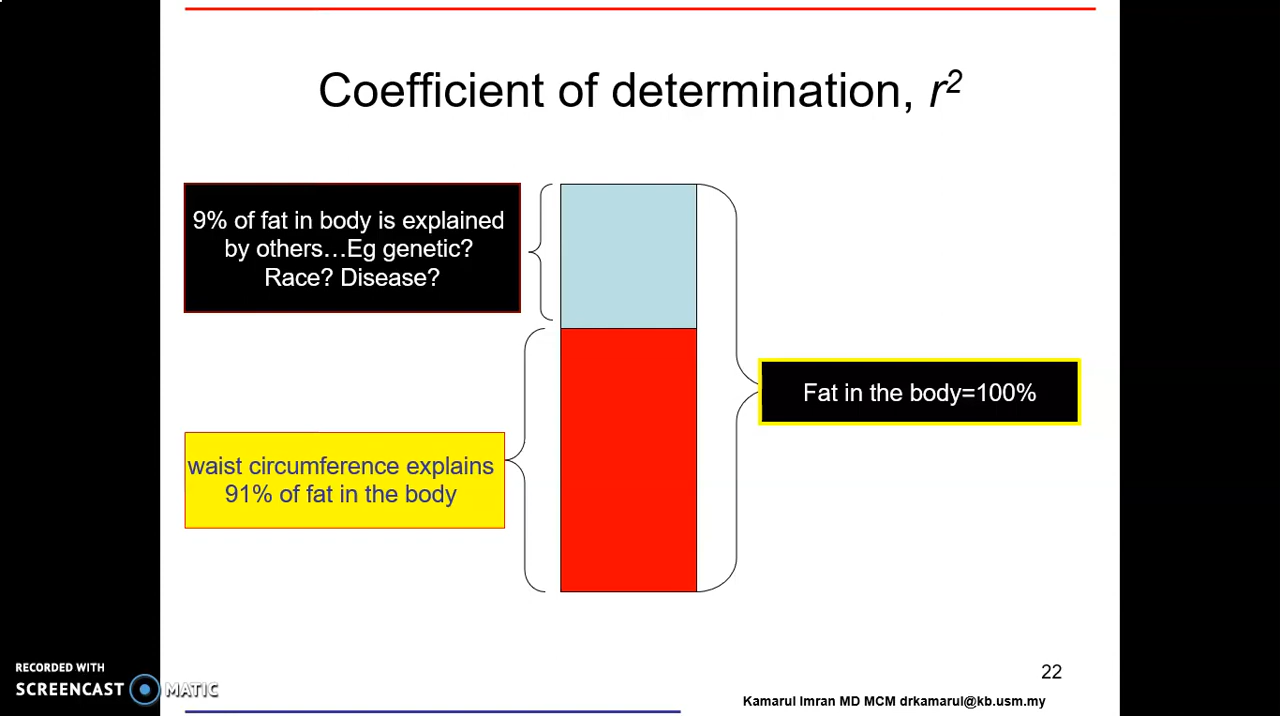 Coefficient of determination, r²
9% of fat in body is explained
by others…Eg genetic?
Race? Disease?
Fat in the body=100%
waist circumference explains
91% of fat in the body
22
RECORDED WITH
SCREENCAST MATIC
Kamarul Imran MD MCM drkamarul@kb.usm.my